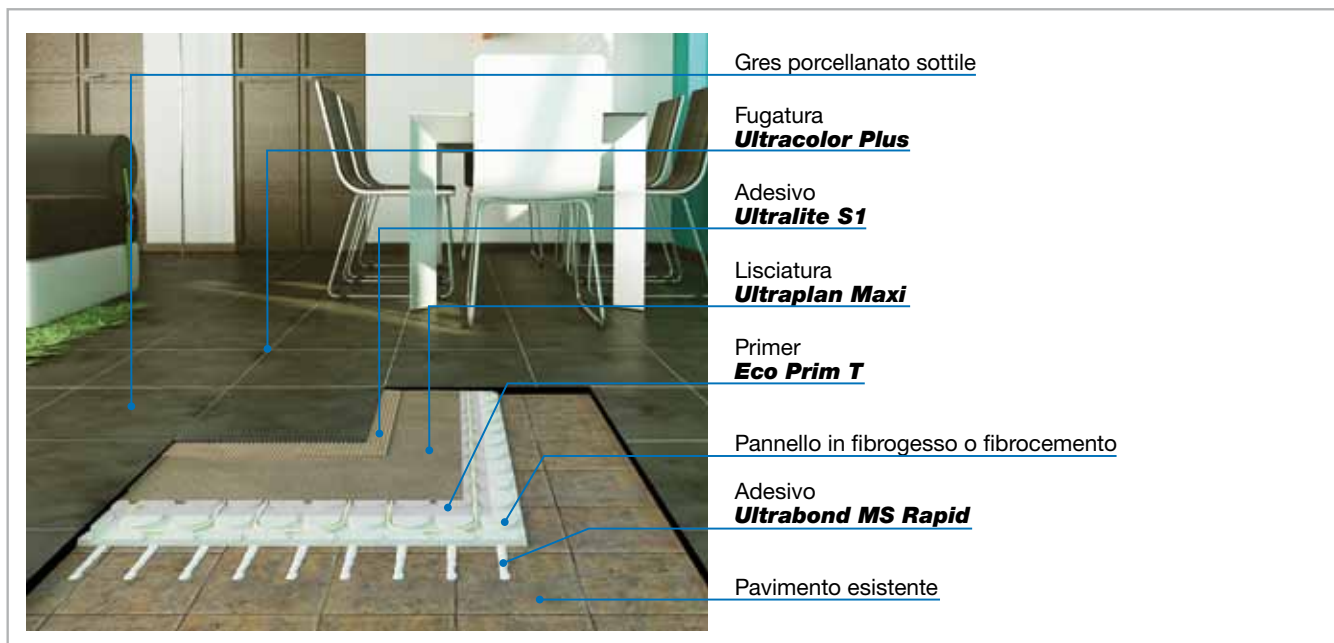 Gres porcellanato sottile
Fugatura
Ultracolor Plus
Adesivo
Ultralite S1
Lisciatura
Ultraplan Maxi
Primer
Eco Prim T
Pannello in fibrogesso o fibrocemento
Adesivo
Ultrabond MS Rapid
Pavimento esistente